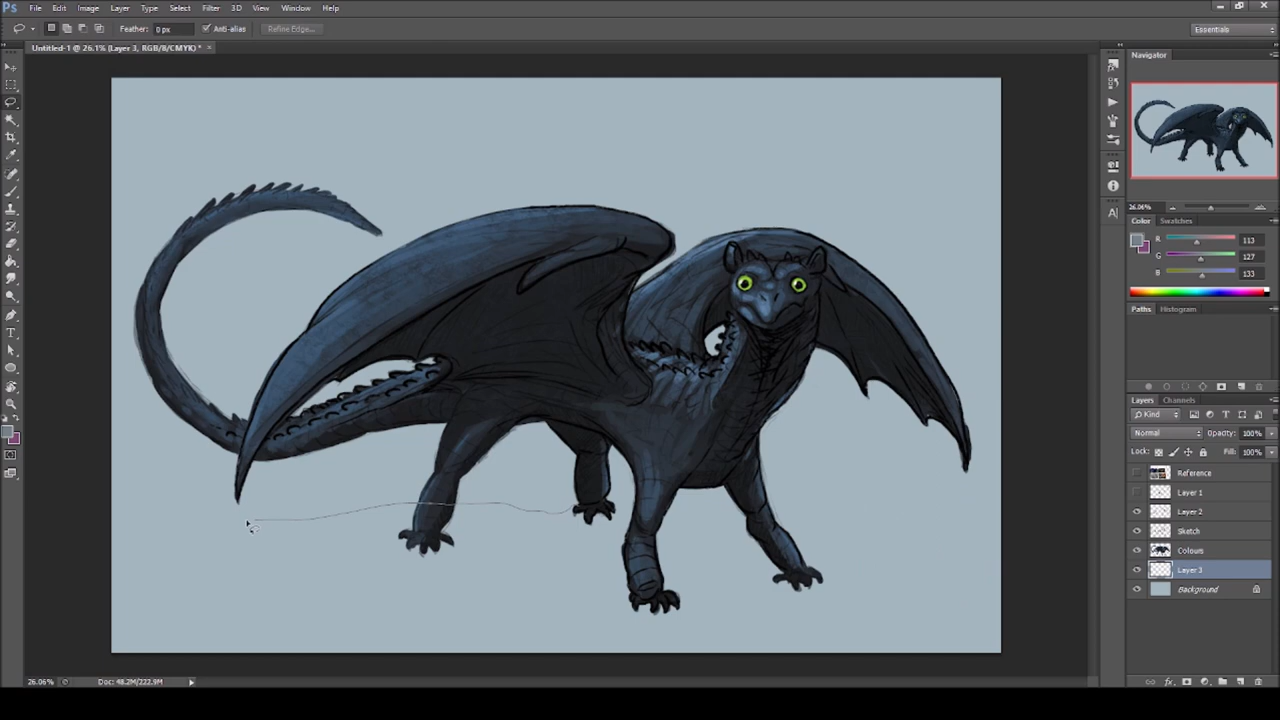 Ps File Edit Image Layer Type Select Filter 3D View Window Help
Feather: 0 px Anti-alias Refine Edge... Essentials
Untitled-1 @ 26.1% (Layer 3, RGB/8/CMYK) * ×
Navigator
26.06%
Color Swatches
R 113
G 127
B 133
Paths Histogram
Layers Channels
Kind
Normal Opacity: 100%
Lock: Fill: 100%
Reference
Layer 1
Layer 2
Sketch
Colours
Layer 3
Background
26.06% Doc: 48.2M/222.9M